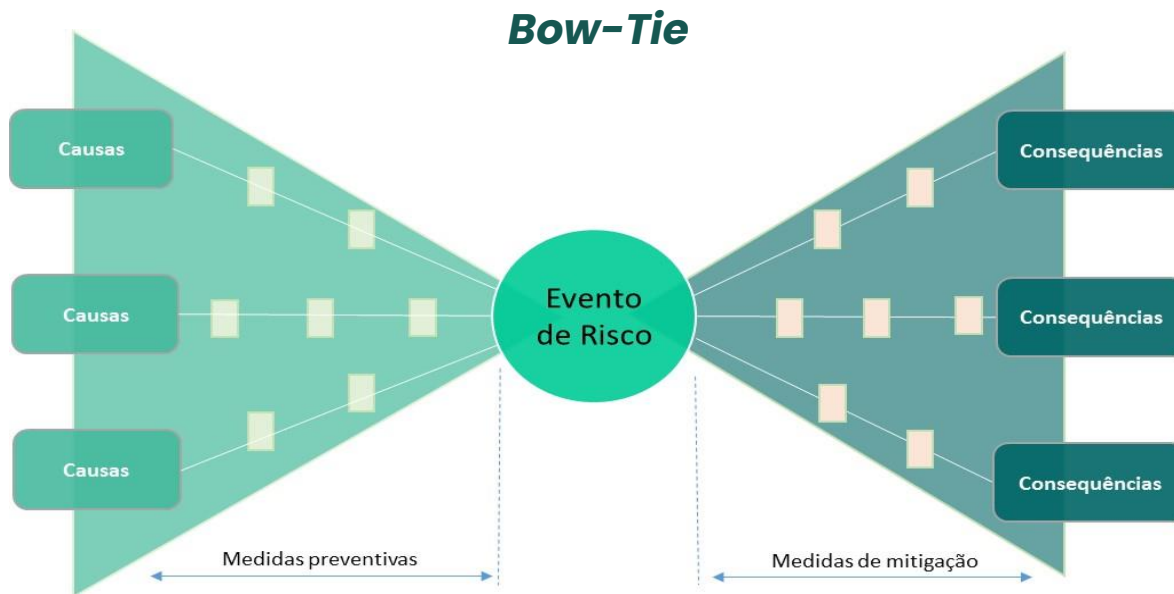 Bow-Tie
Causas
Consequências
Evento
de Risco
Causas
Consequências
Causas
Consequências
Medidas preventivas
Medidas de mitigação